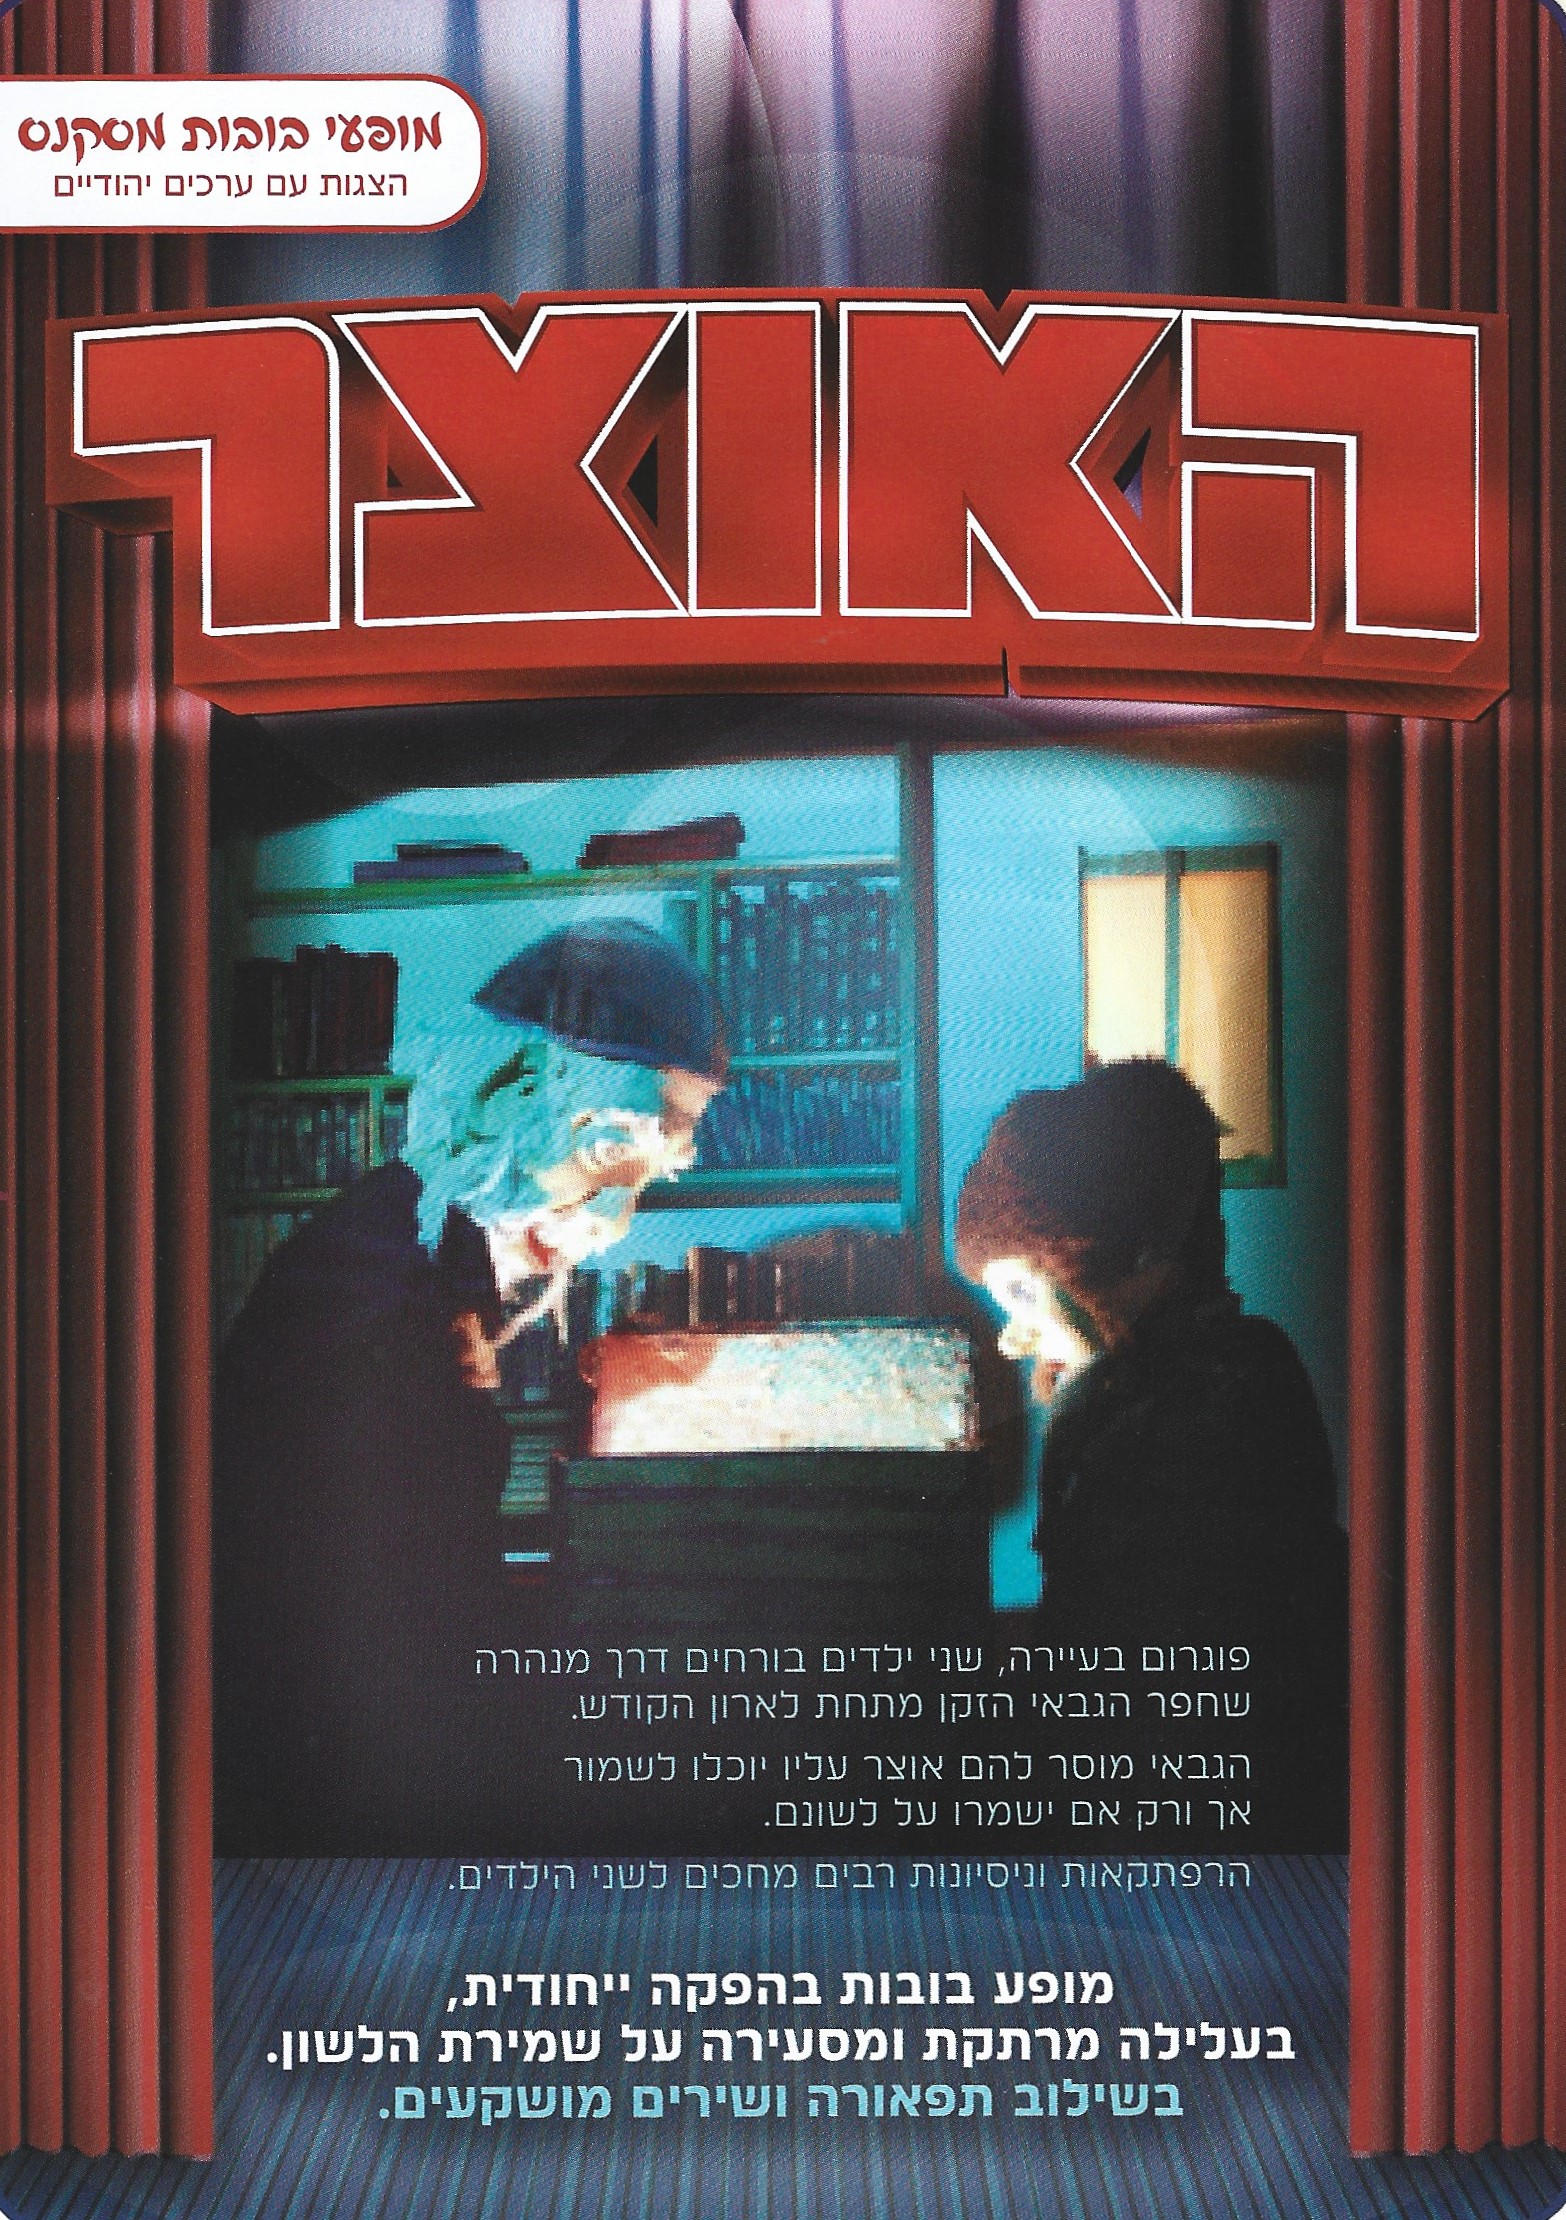 מופעי בובות מסקנס
הצגות עם ערכים יהודיים
האוצר
פוגרום בעיירה, שני ילדים בורחים דרך מנהרה
שחפר הגבאי הזקן מתחת לארון הקודש.
הגבאי מוסר להם אוצר עליו יוכלו לשמור
אך ורק אם ישמרו על לשונם.
הרפתקאות וניסיונות רבים מחכים לשני הילדים.
מופע בובות בהפקה ייחודית,
בעלילה מרתקת ומסעירה על שמירת הלשון.
בשילוב תפאורה ושירים מושקעים.